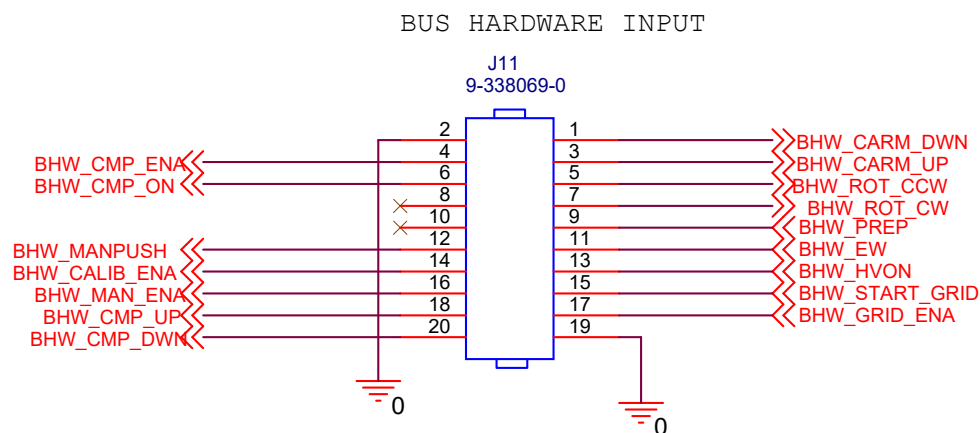 BUS HARDWARE INPUT
J11
9-338069-0
2 1
BHW_CARM_DWN
BHW_CMP_ENA 4 3 BHW_CARM_UP
BHW_CMP_ON 6 5 BHW_ROT_CCW
8 7 BHW_ROT_CW
10 9 BHW_PREP
BHW_MANPUSH 12 11 BHW_EW
BHW_CALIB_ENA 14 13 BHW_HVON
BHW_MAN_ENA 16 15 BHW_START_GRID
BHW_CMP_UP 18 17 BHW_GRID_ENA
BHW_CMP_DWN 20 19
0
0